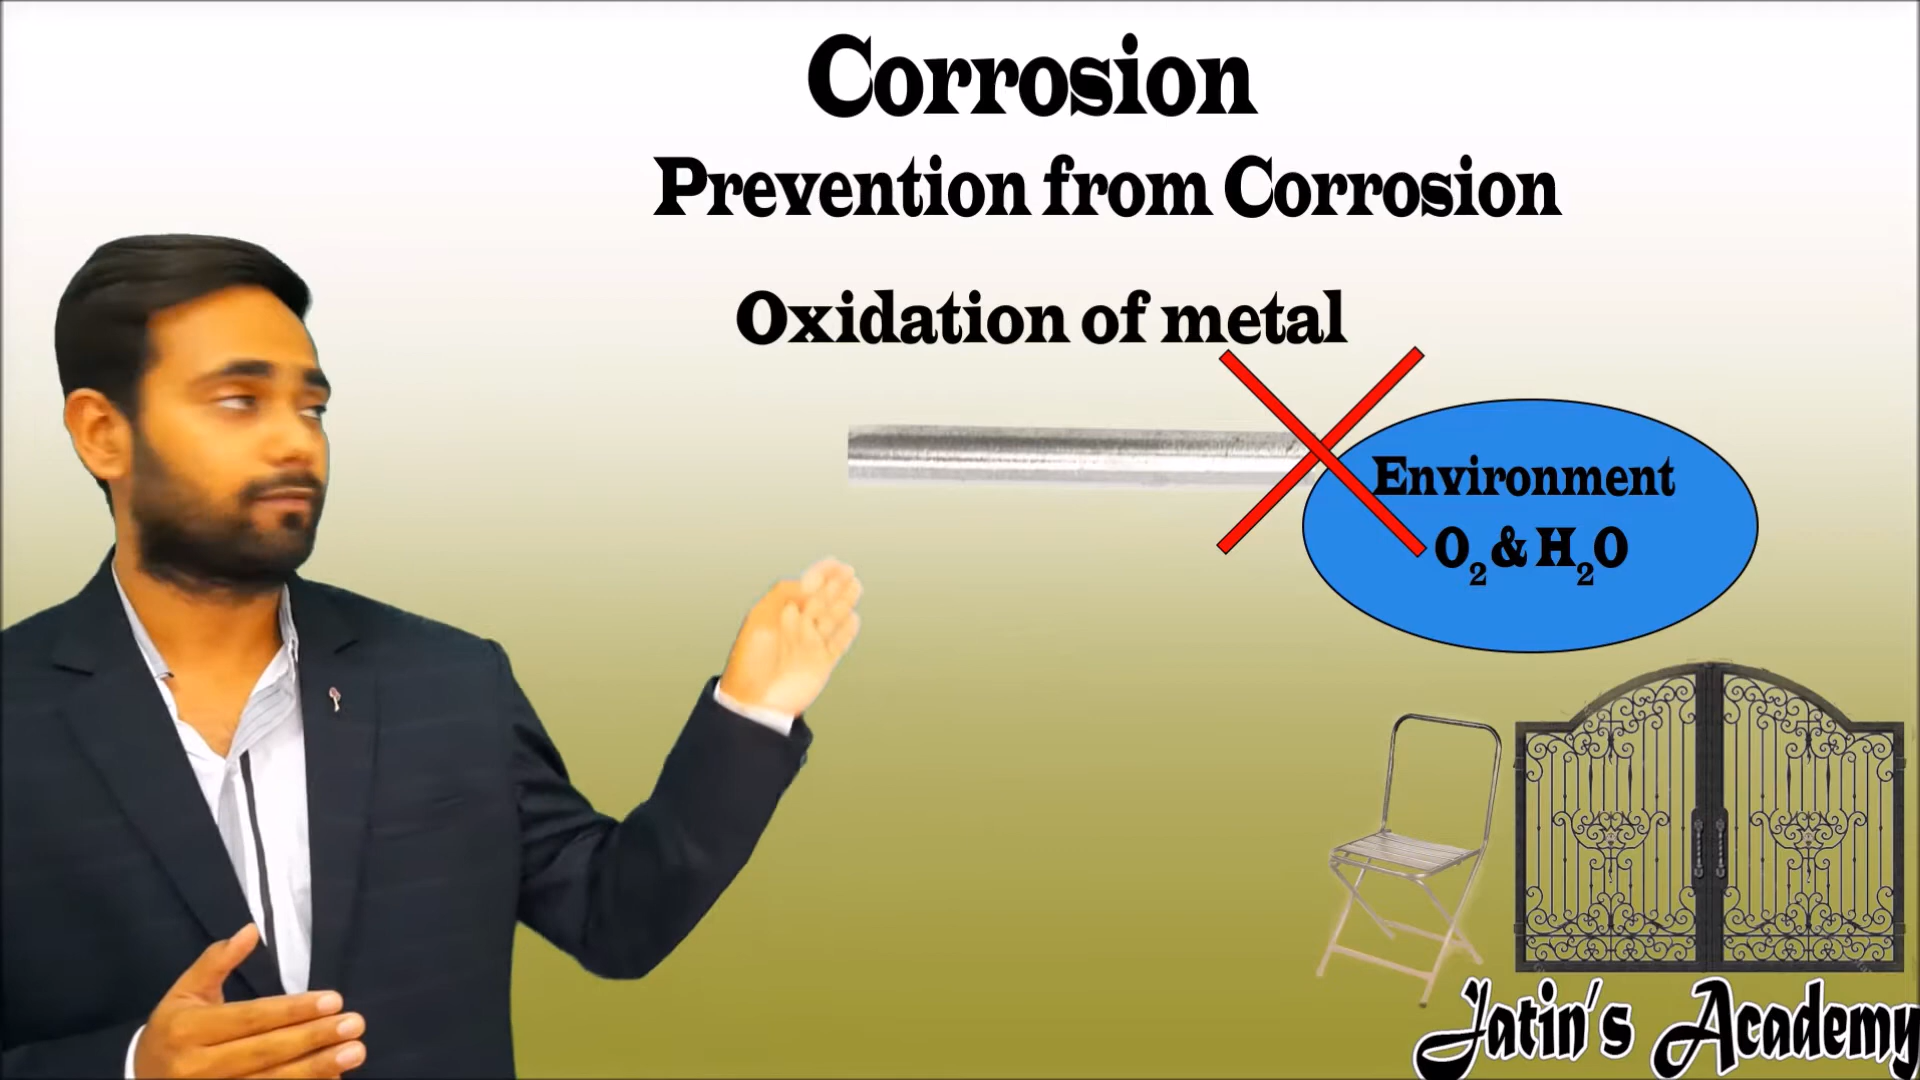 Corrosion
Prevention from Corrosion
Oxidation of metal
Environment
O₂ & H₂O
Jatin's Academy